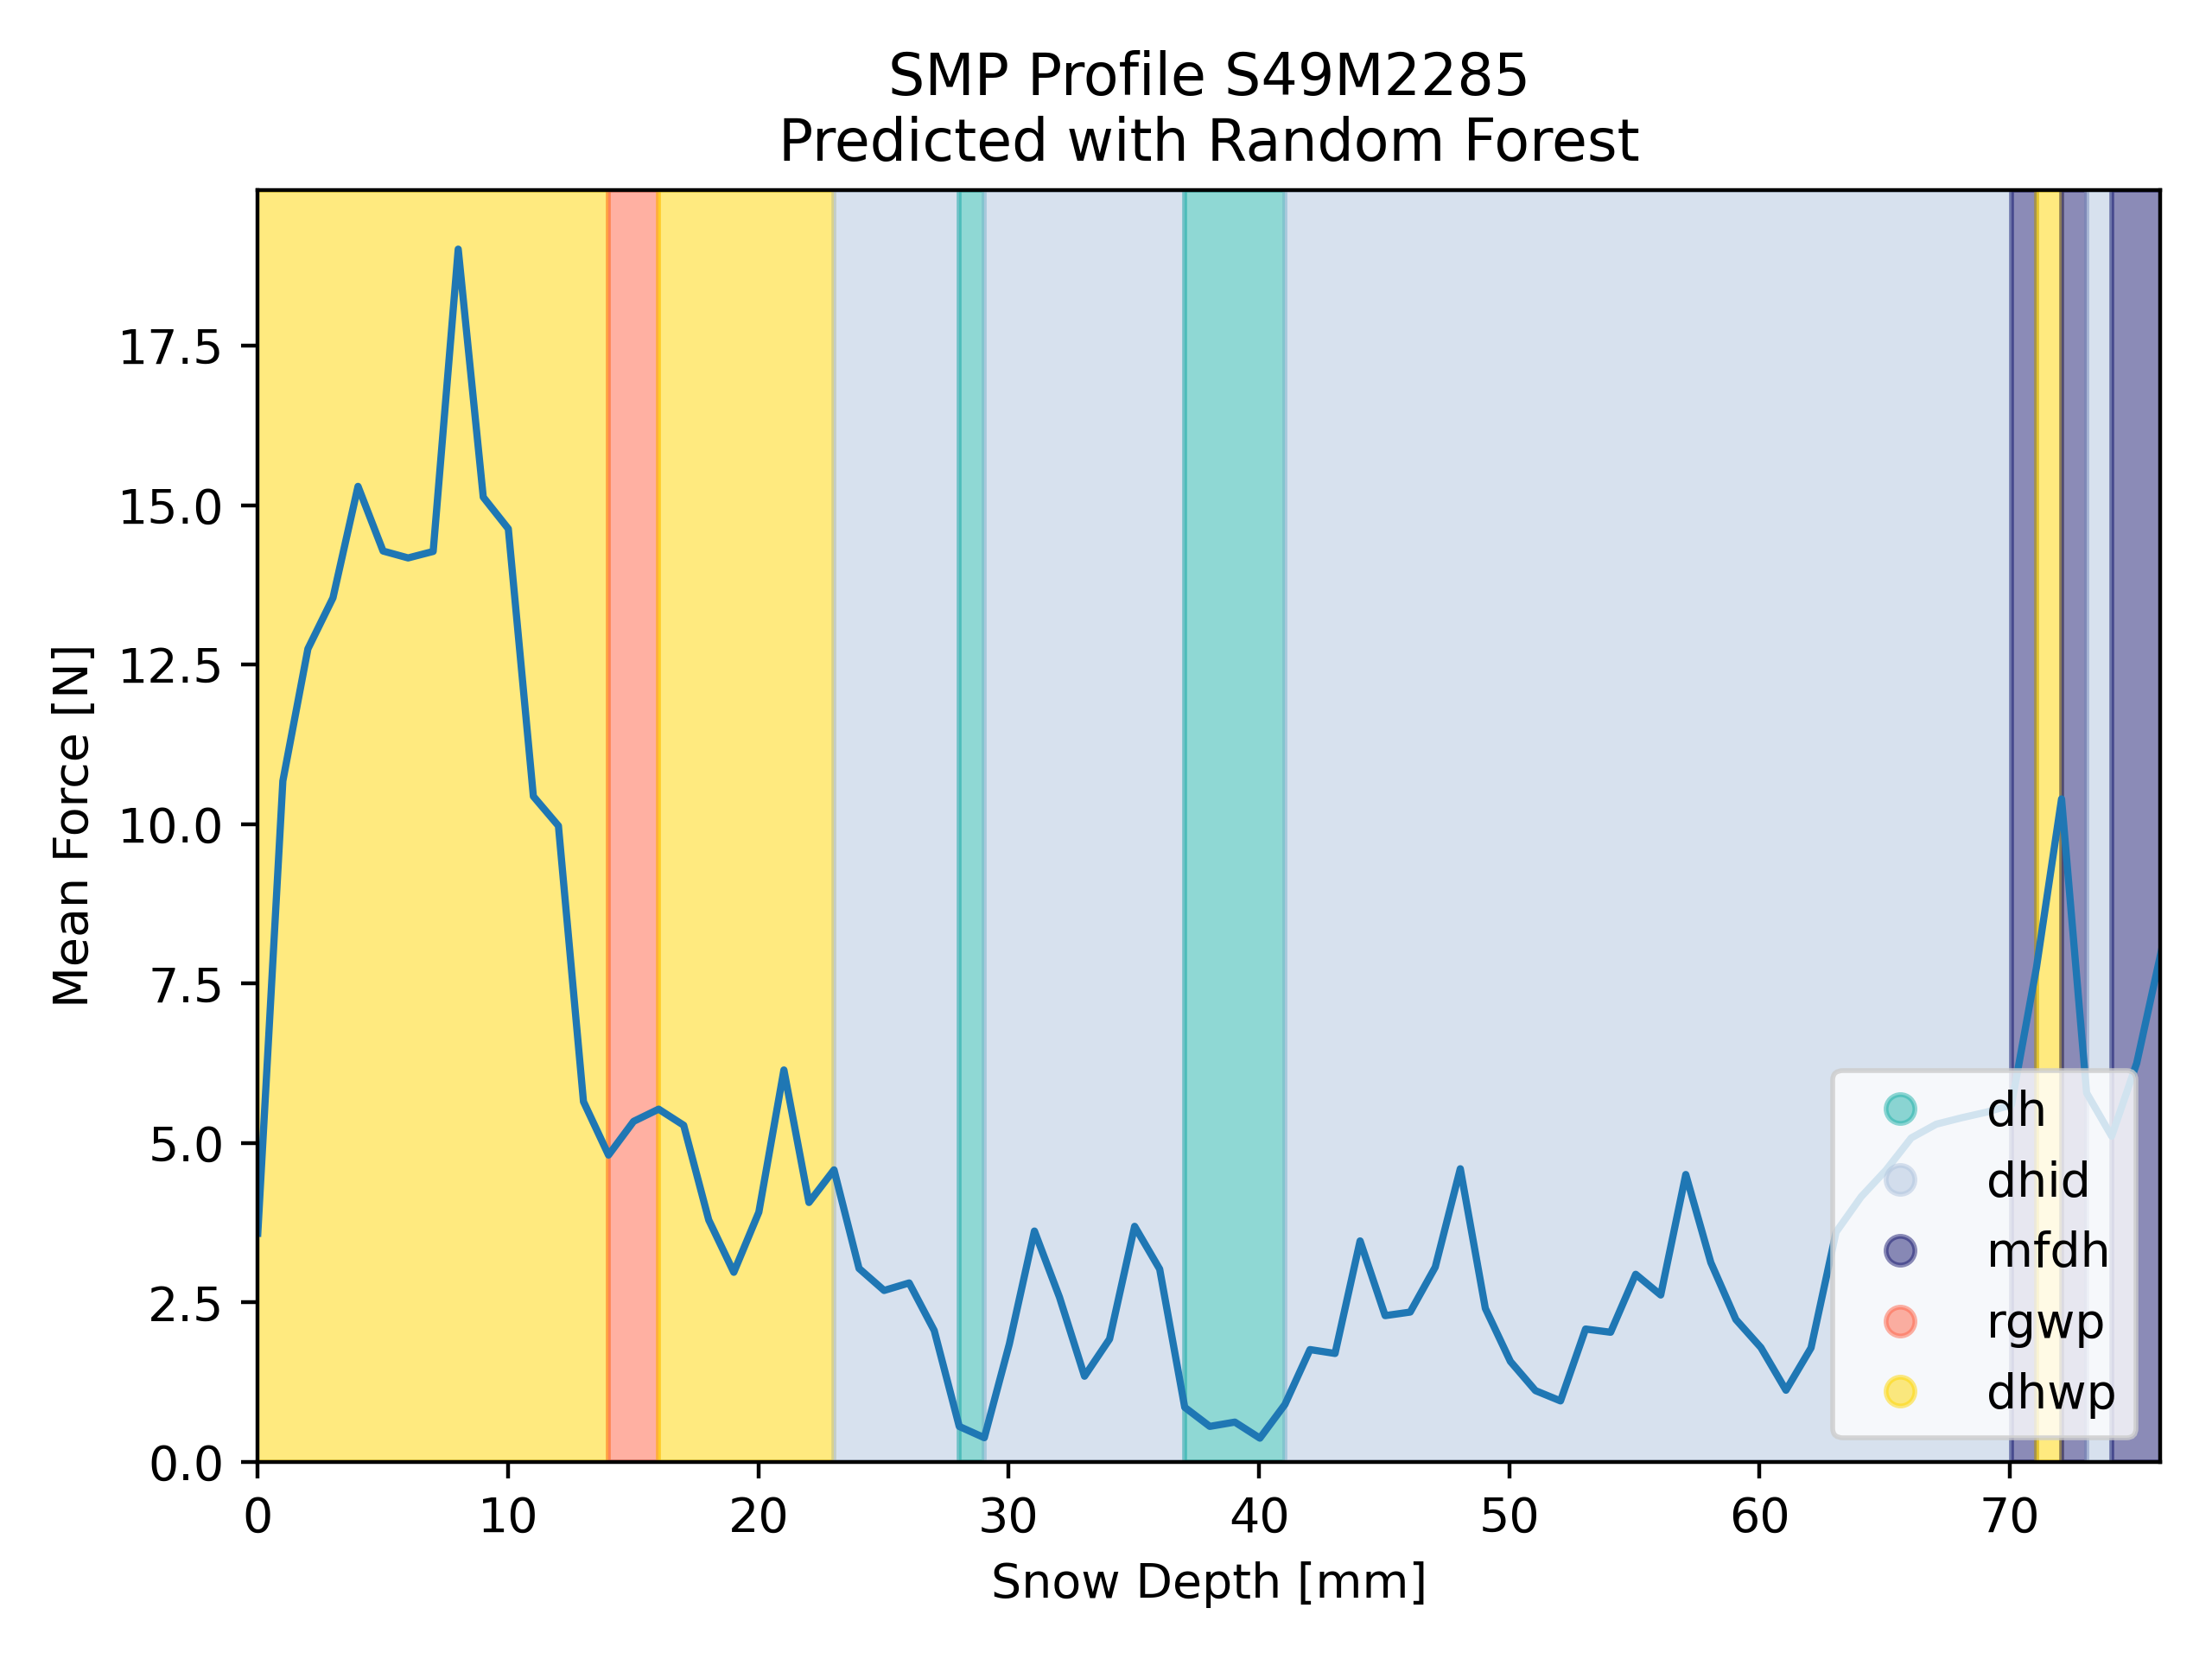 SMP Profile S49M2285
Predicted with Random Forest
Mean Force [N]
17.5
15.0
12.5
10.0
7.5
5.0
2.5
0.0
dh
dhid
mfdh
rgwp
dhwp
0 10 20 30 40 50 60 70
Snow Depth [mm]